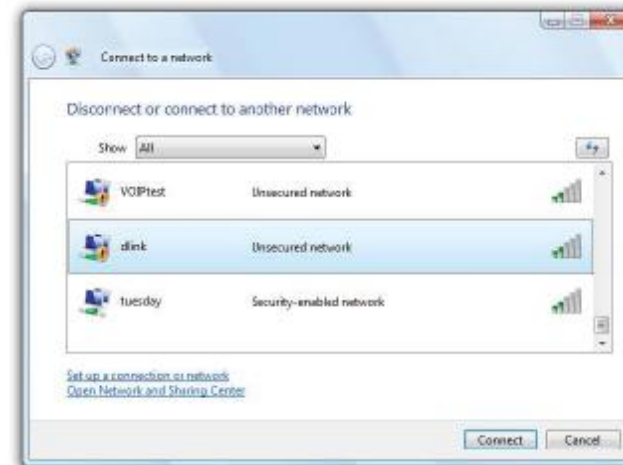 Connect to a network
Disconnect or connect to another network
Show All
VOIPtest Unsecured network
dlink Unsecured network
tuesday Security-enabled network
Set up a connection or network
Open Network and Sharing Center
Connect Cancel